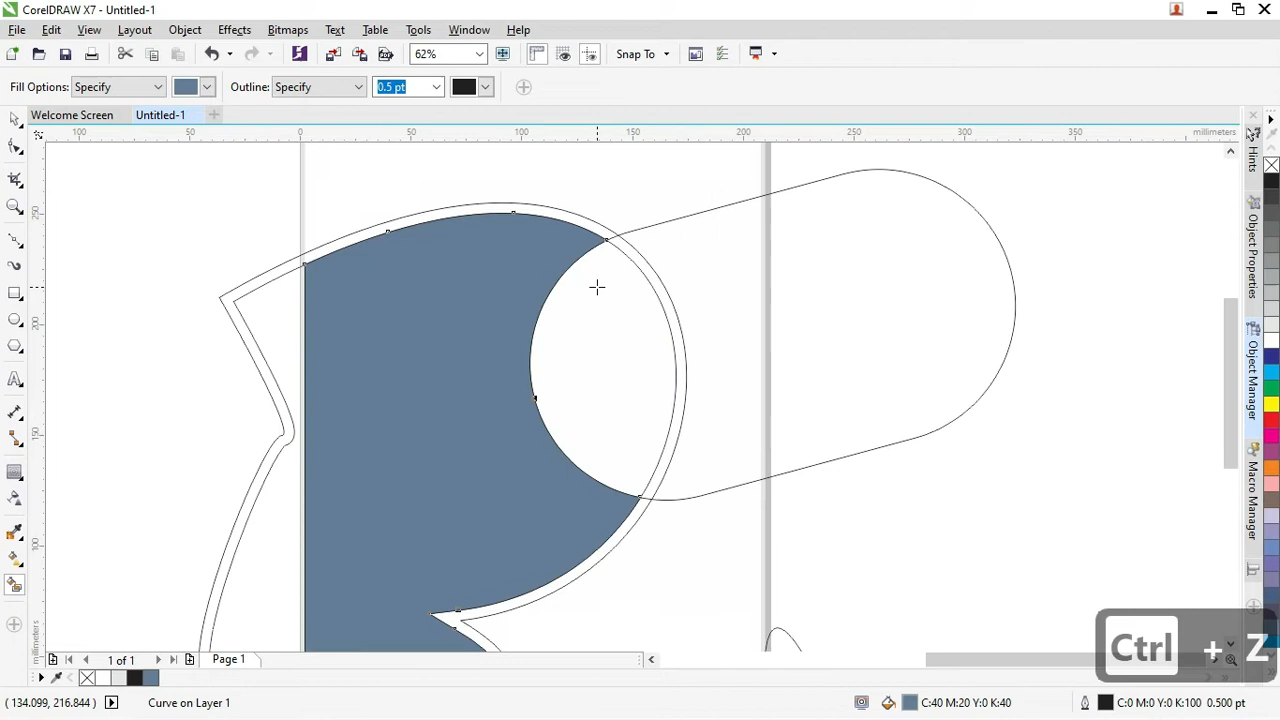 CorelDRAW X7 - Untitled-1
File Edit View Layout Object Effects Bitmaps Text Table Tools Window Help
62% Snap To
Fill Options: Specify Outline: Specify 0.5 pt
Welcome Screen Untitled-1
100 50 0 50 100 150 200 250 300 350 millimeters
250
200
150
100
millimeters
Hints
Object Properties
Object Manager
Macro Manager
Ctrl + Z
1 of 1 Page 1
( 134.099, 216.844 ) Curve on Layer 1 C:40 M:20 Y:0 K:40 C:0 M:0 Y:0 K:100 0.500 pt